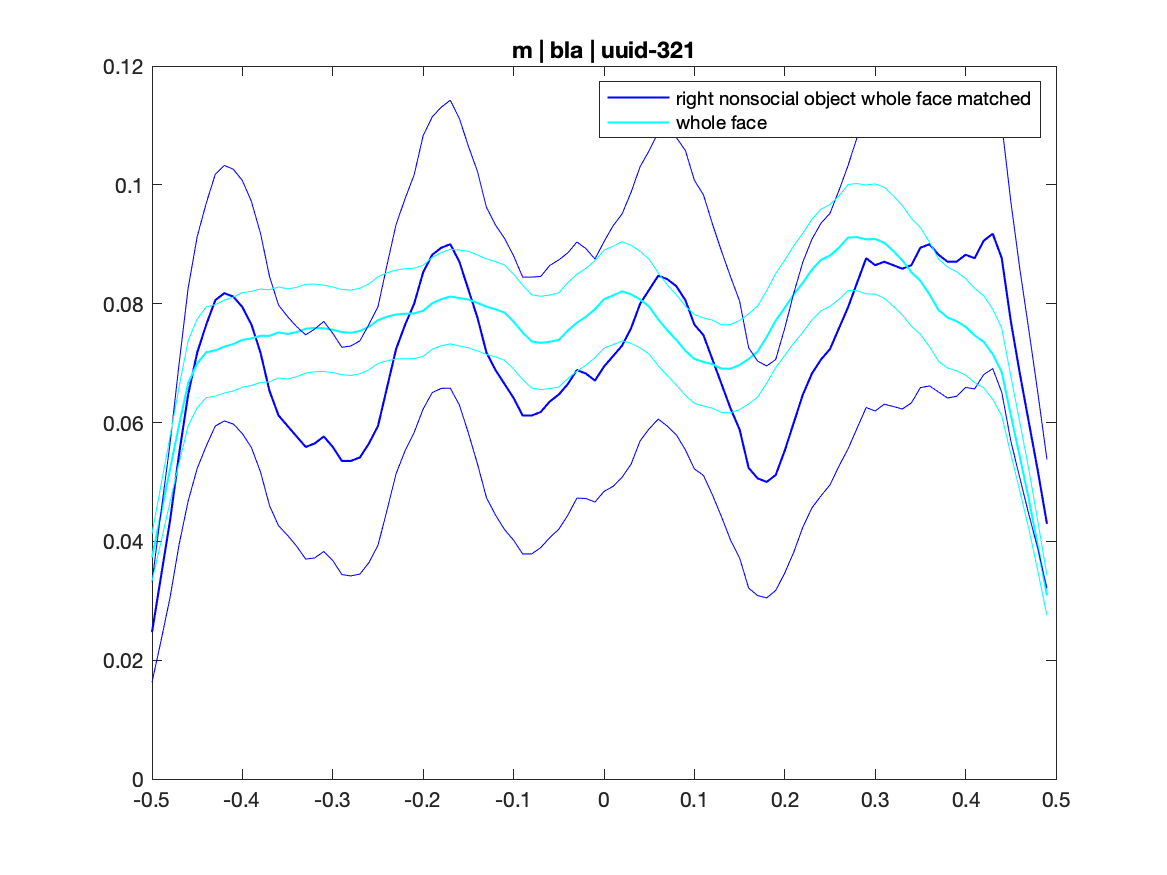 m | bla | uuid-321
right nonsocial object whole face matched
whole face
0.12
0.1
0.08
0.06
0.04
0.02
0
-0.5 -0.4 -0.3 -0.2 -0.1 0 0.1 0.2 0.3 0.4 0.5